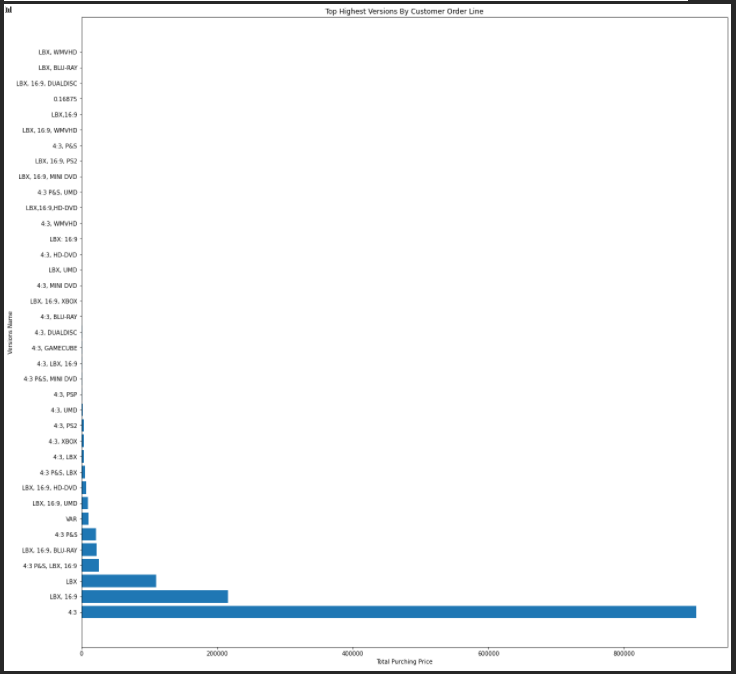 nl
Top Highest Versions By Customer Order Line
LBX, WMVHD
LBX, BLU-RAY
LBX, 16:9, DUALDISC
0.16875
LBX,16:9
LBX, 16:9, WMVHD
4:3, P&S
LBX, 16:9, PS2
LBX, 16:9, MINI DVD
4:3 P&S, UMD
LBX,16:9,HD-DVD
4:3, WMVHD
LBX 16:9
4:3, HD-DVD
LBX, UMD
4:3, MINI DVD
LBX, 16:9, XBOX
4:3, BLU-RAY
4:3, DUALDISC
4:3, GAMECUBE
4:3, LBX, 16:9
4:3 P&S, MINI DVD
4:3, PSP
4:3, UMD
4:3, PS2
4:3, XBOX
4:3, LBX
4:3 P&S, LBX
LBX, 16:9, HD-DVD
LBX, 16:9, UMD
VAR
4:3 P&S
LBX, 16:9, BLU-RAY
4:3 P&S, LBX, 16:9
LBX
LBX, 16:9
4:3
Versions Name
0 200000 400000 600000 800000
Total Purching Price